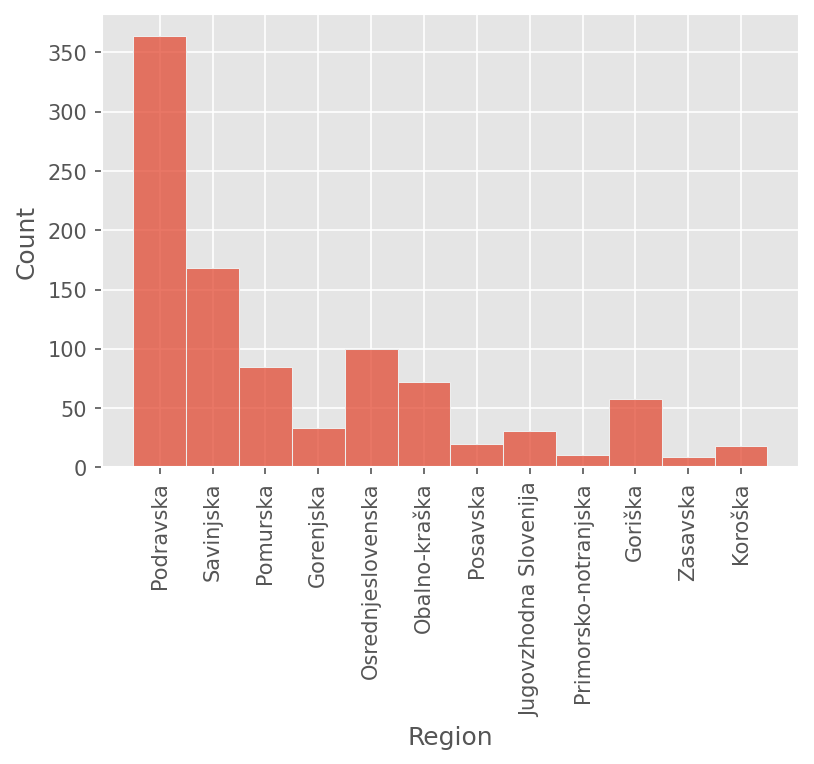 Count
350
300
250
200
150
100
50
0
Podravska
Savinjska
Pomurska
Gorenjska
Osrednjeslovenska
Obalno-kraška
Posavska
Jugovzhodna Slovenija
Primorsko-notranjska
Goriška
Zasavska
Koroška
Region